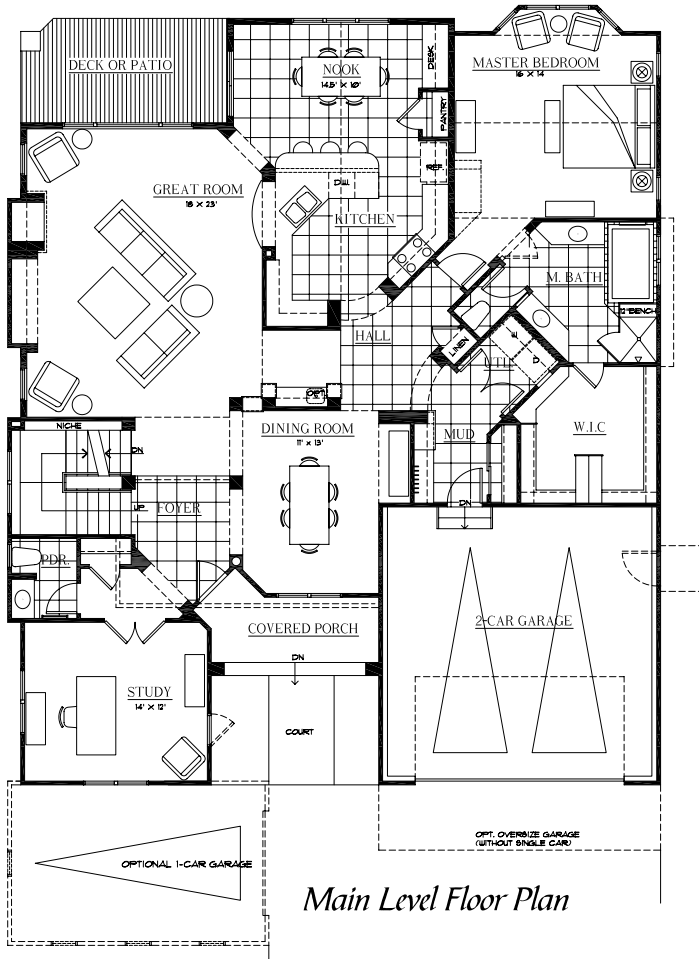 DECK OR PATIO
NOOK
14.5' X 10'
DESK
MASTER BEDROOM
16 X 14
PANTRY
REF
GREAT ROOM
18 X 23'
D.W.
KITCHEN
M. BATH
12" BENCH
HALL
LINEN
UTIL
D
OPT.
NICHE
DINING ROOM
11' X 13'
MUD
W.I.C
DN
UP
FOYER
DN
PDR.
2-CAR GARAGE
COVERED PORCH
DN
STUDY
14' X 12'
COURT
OPT. OVERSIZE GARAGE
(WITHOUT SINGLE CAR)
OPTIONAL 1-CAR GARAGE
Main Level Floor Plan